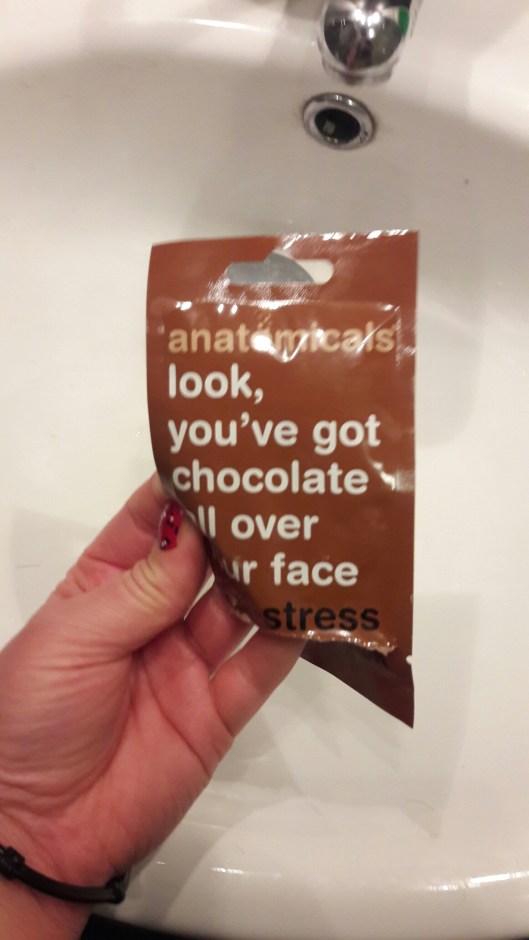 anatomicals
look,
you've got
chocolate
over
face
stress